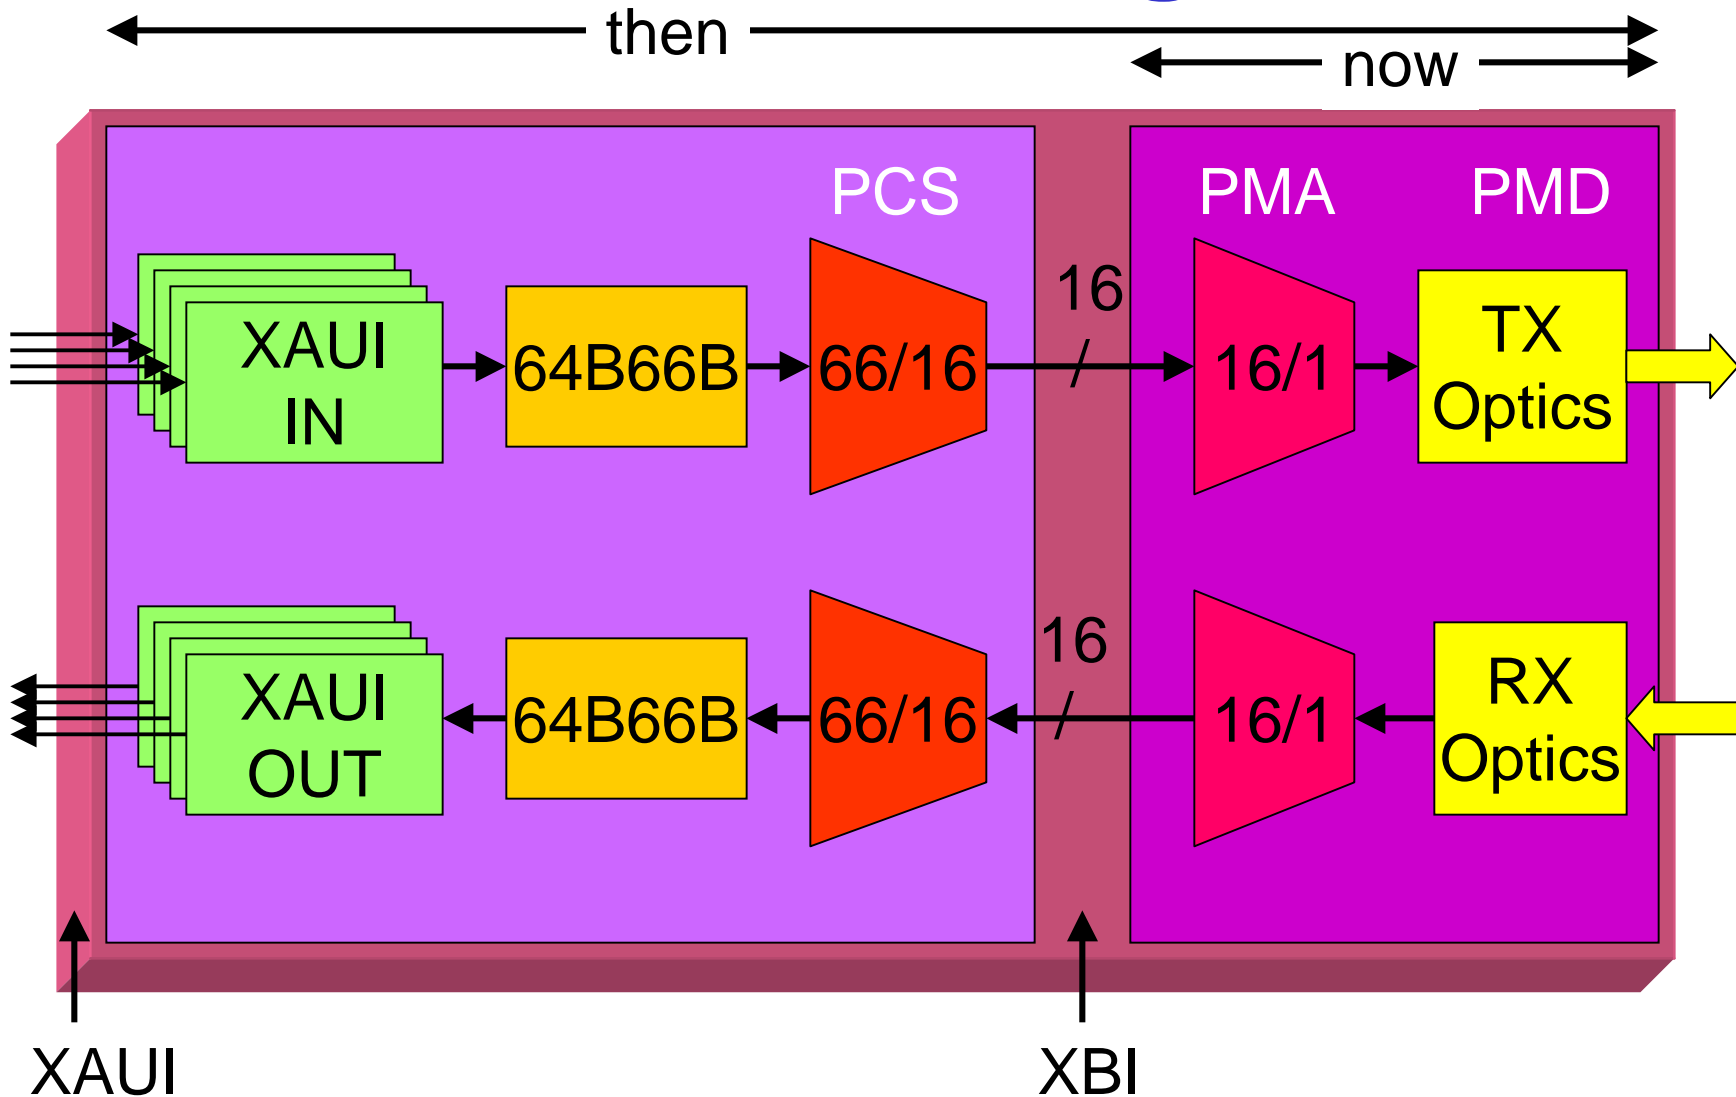 then
now
PCS
PMA
PMD
XAUI
IN
64B66B
66/16
16
16/1
TX
Optics
XAUI
OUT
64B66B
66/16
16
16/1
RX
Optics
XAUI
XBI